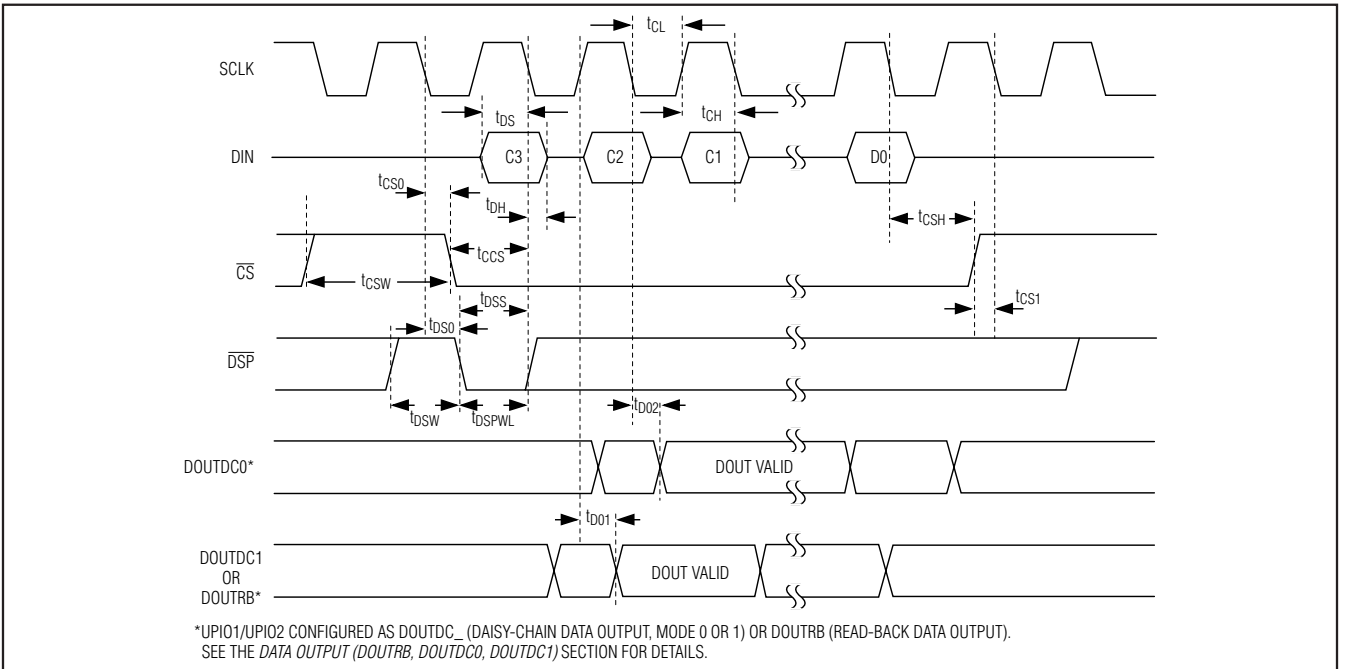 tCL
SCLK
tDS
tCH
DIN
C3
C2
C1
D0
tCS0
tDH
tCSH
tCCS
CS
tCSW
tDSS
tCS1
tDS0
DSP
tDSW
tDSPWL
tD02
DOUTDC0*
DOUT VALID
tD01
DOUTDC1
OR
DOUTRB*
DOUT VALID
*UPIO1/UPIO2 CONFIGURED AS DOUTDC_ (DAISY-CHAIN DATA OUTPUT, MODE 0 OR 1) OR DOUTRB (READ-BACK DATA OUTPUT).
SEE THE DATA OUTPUT (DOUTRB, DOUTDC0, DOUTDC1) SECTION FOR DETAILS.